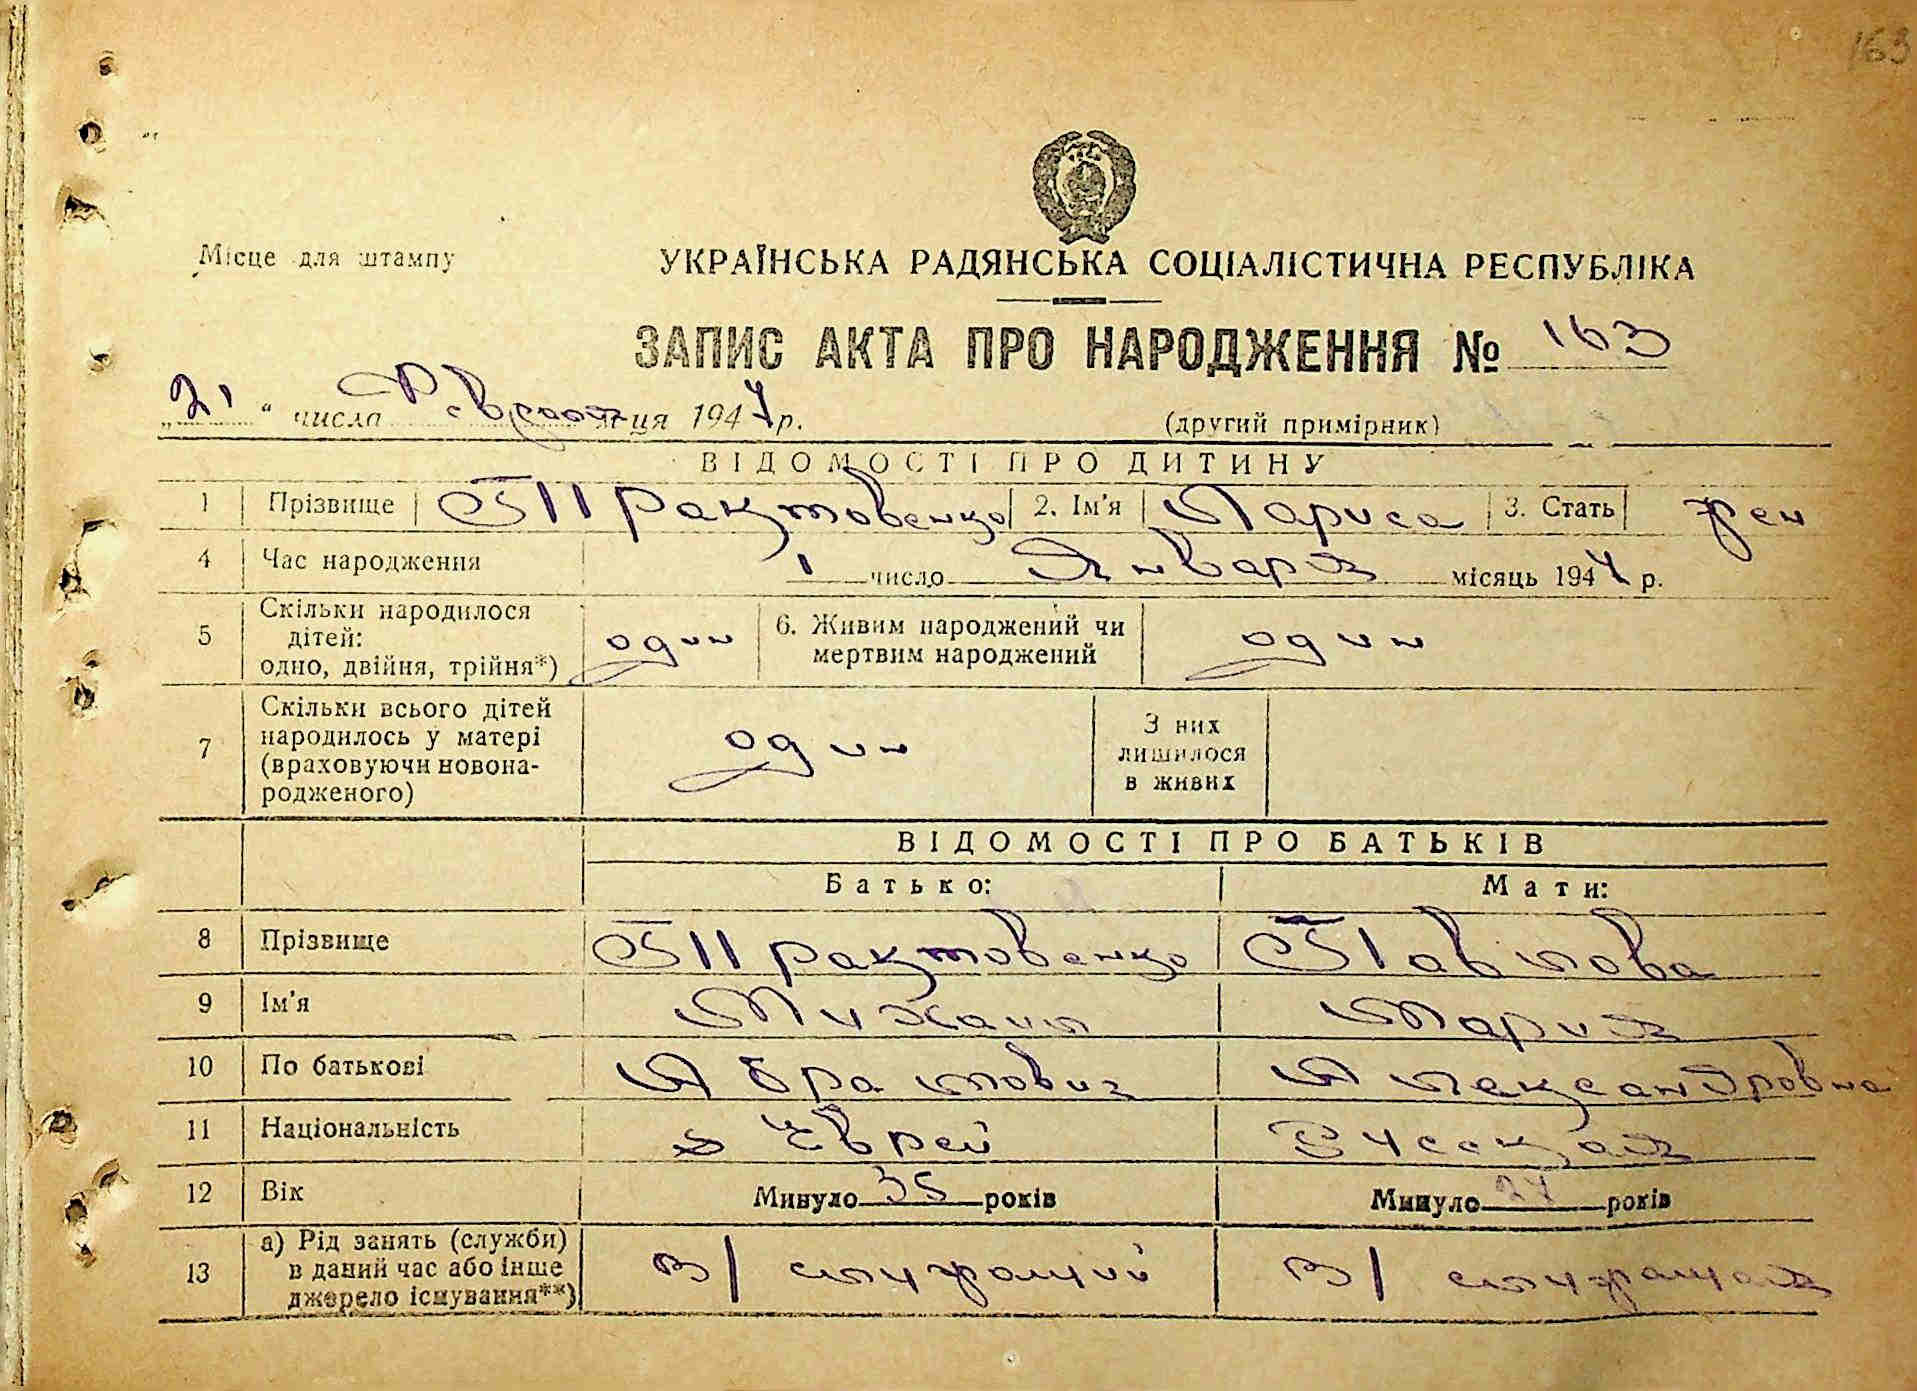 163
Місце для штампу
УКРАЇНСЬКА РАДЯНСЬКА СОЦІАЛІСТИЧНА РЕСПУБЛІКА
ЗАПИС АКТА ПРО НАРОДЖЕННЯ № 163
„21“ числа Февраля м-ця 1947 р. (другий примірник)
ВІДОМОСТІ ПРО ДИТИНУ
1 Прізвище Трактовенко 2. Ім'я Лариса 3. Стать жен
4 Час народження 1 число Января місяць 1947 р.
5 Скільки народилося дітей: одно, двійня, трійня*) один 6. Живим народжений чи мертвим народжений один
7 Скільки всього дітей народилось у матері (враховуючи новонародженого) один З них лишилося в живих
ВІДОМОСТІ ПРО БАТЬКІВ
Батько: Мати:
8 Прізвище Трактовенко Павлова
9 Ім'я Михаил Мария
10 По батькові Абрамович Александровна
11 Національність Еврей Русская
12 Вік Минуло 35 років Минуло 27 років
13 а) Рід занять (служби) в даний час або інше джерело існування**) в/служащий в/служащая